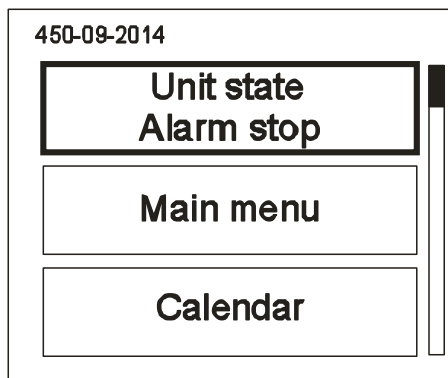 450-09-2014
Unit state
Alarm stop
Main menu
Calendar